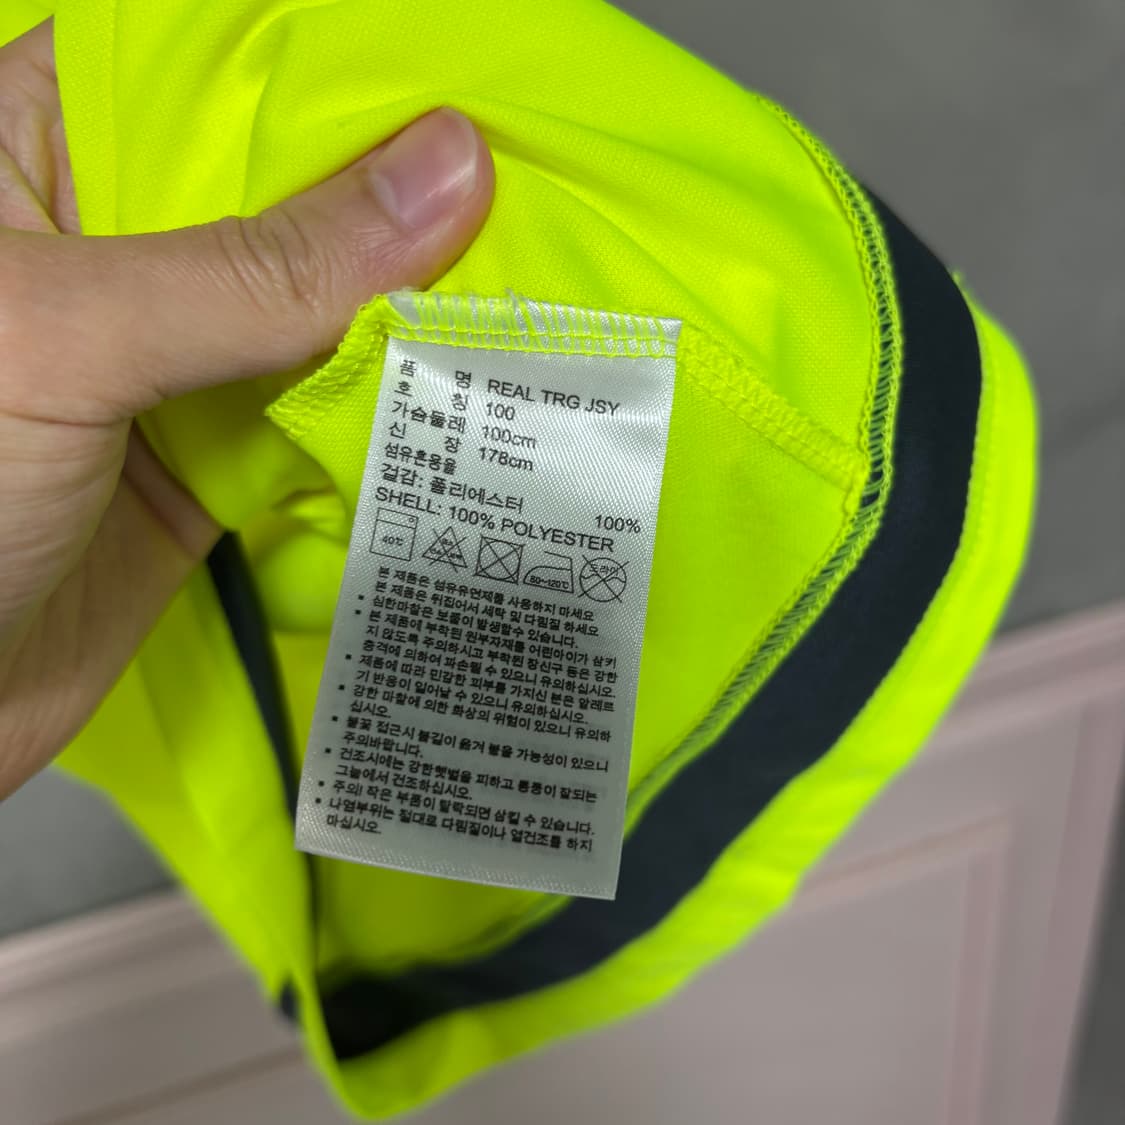 품 명 REAL TRG JSY
호 칭 100
가슴둘레 100cm
신 장 178cm
섬유혼용율
겉감: 폴리에스터 100%
SHELL: 100% POLYESTER
40℃ 80~120℃ 드라이
본 제품은 섬유유연제를 사용하지 마세요
본 제품은 뒤집어서 세탁 및 다림질 하세요
▪ 심한마찰은 보풀이 발생할수 있습니다.
▪ 본 제품에 부착된 원부자재를 어린아이가 삼키
지 않도록 주의하시고 부착된 장신구 등은 강한
충격에 의하여 파손될 수 있으니 유의하십시오.
▪ 제품에 따라 민감한 피부를 가지신 분은 알레르
기 반응이 일어날 수 있으니 유의하십시오.
▪ 강한 마찰에 의한 화상의 위험이 있으니 유의하
십시오.
▪ 불꽃 접근시 불길이 옮겨 붙을 가능성이 있으니
주의바랍니다.
▪ 건조시에는 강한햇볕을 피하고 통풍이 잘되는
그늘에서 건조하십시오.
▪ 주의! 작은 부품이 탈락되면 삼킬 수 있습니다.
▪ 나염부위는 절대로 다림질이나 열건조를 하지
마십시오.